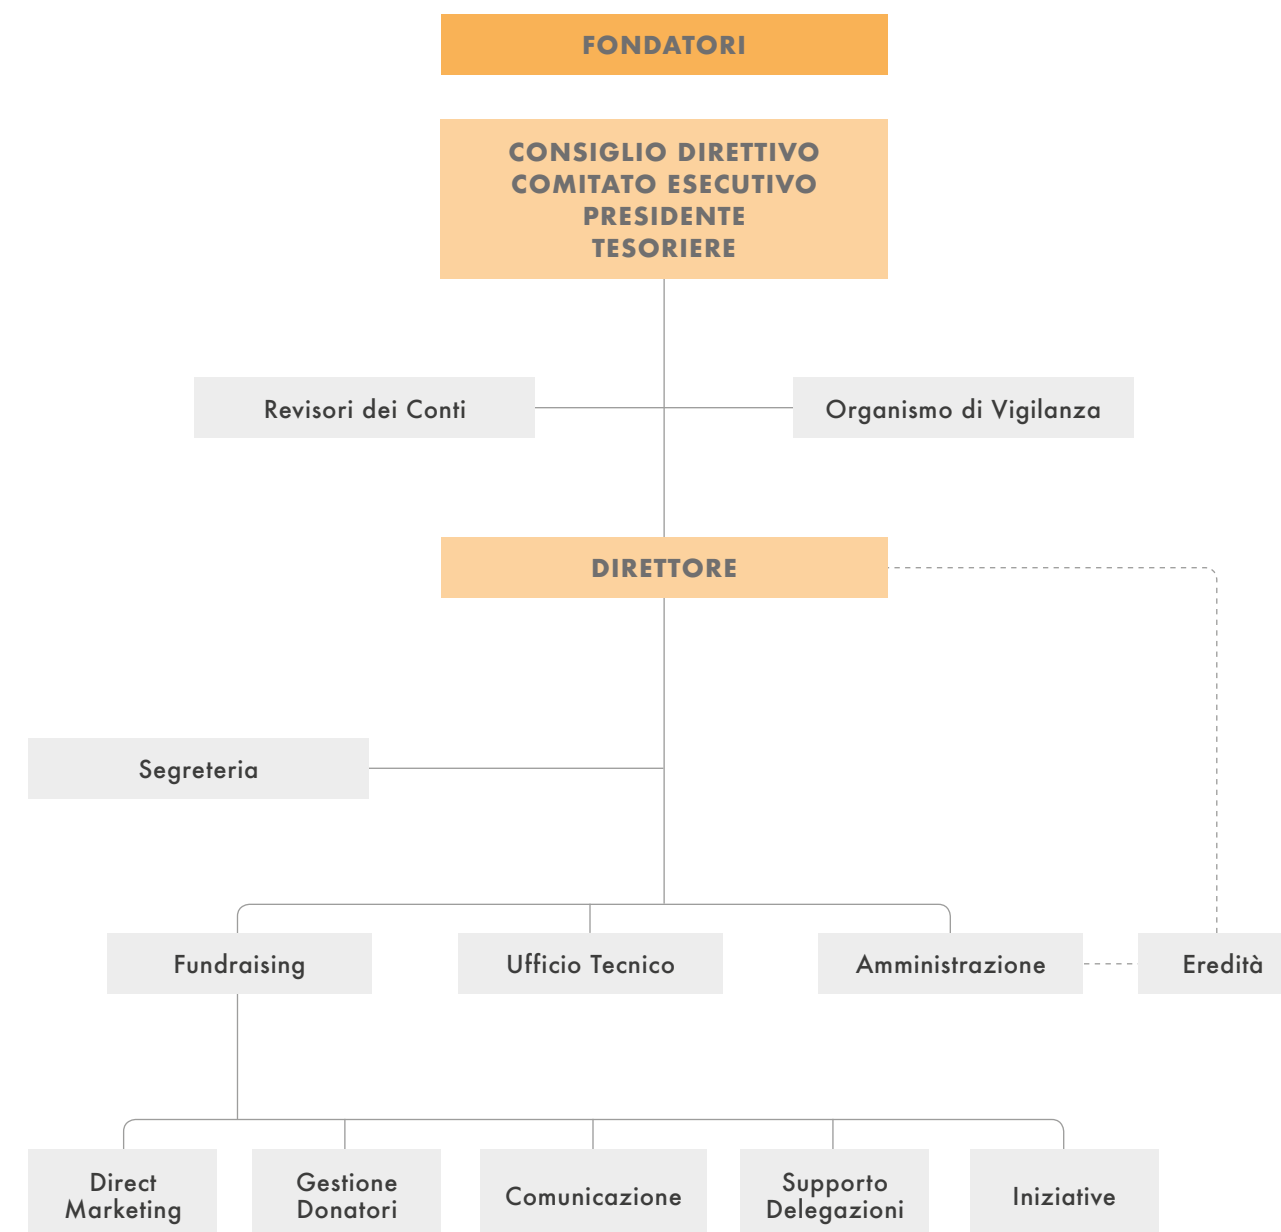 FONDATORI
CONSIGLIO DIRETTIVO
COMITATO ESECUTIVO
PRESIDENTE
TESORIERE
Revisori dei Conti
Organismo di Vigilanza
DIRETTORE
Segreteria
Fundraising
Ufficio Tecnico
Amministrazione
Eredità
Direct
Marketing
Gestione
Donatori
Comunicazione
Supporto
Delegazioni
Iniziative